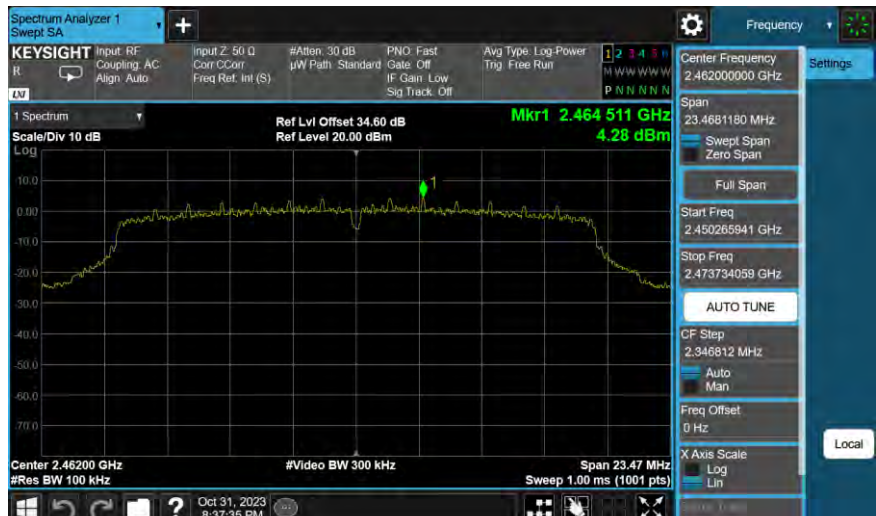 Spectrum Analyzer 1
Swept SA
+
Frequency
KEYSIGHT
R
LXI
Input: RF
Coupling: AC
Align: Auto
Input Z: 50 Ω
Corr CCorr
Freq Ref: Int (S)
#Atten: 30 dB
µW Path: Standard
PNO: Fast
Gate: Off
IF Gain: Low
Sig Track: Off
Avg Type: Log-Power
Trig: Free Run
1 2 3 4 5 6
M W W W W W
P N N N N N
1 Spectrum
Scale/Div 10 dB
Log
Ref Lvl Offset 34.60 dB
Ref Level 20.00 dBm
Mkr1 2.464 511 GHz
4.28 dBm
1
10.0
0.00
-10.0
-20.0
-30.0
-40.0
-50.0
-60.0
-70.0
Center 2.46200 GHz
#Res BW 100 kHz
#Video BW 300 kHz
Span 23.47 MHz
Sweep 1.00 ms (1001 pts)
Center Frequency
2.462000000 GHz
Span
23.4681180 MHz
Swept Span
Zero Span
Full Span
Start Freq
2.450265941 GHz
Stop Freq
2.473734059 GHz
AUTO TUNE
CF Step
2.346812 MHz
Auto
Man
Freq Offset
0 Hz
X Axis Scale
Log
Lin
Settings
Local
?
Oct 31, 2023
8:37:35 PM